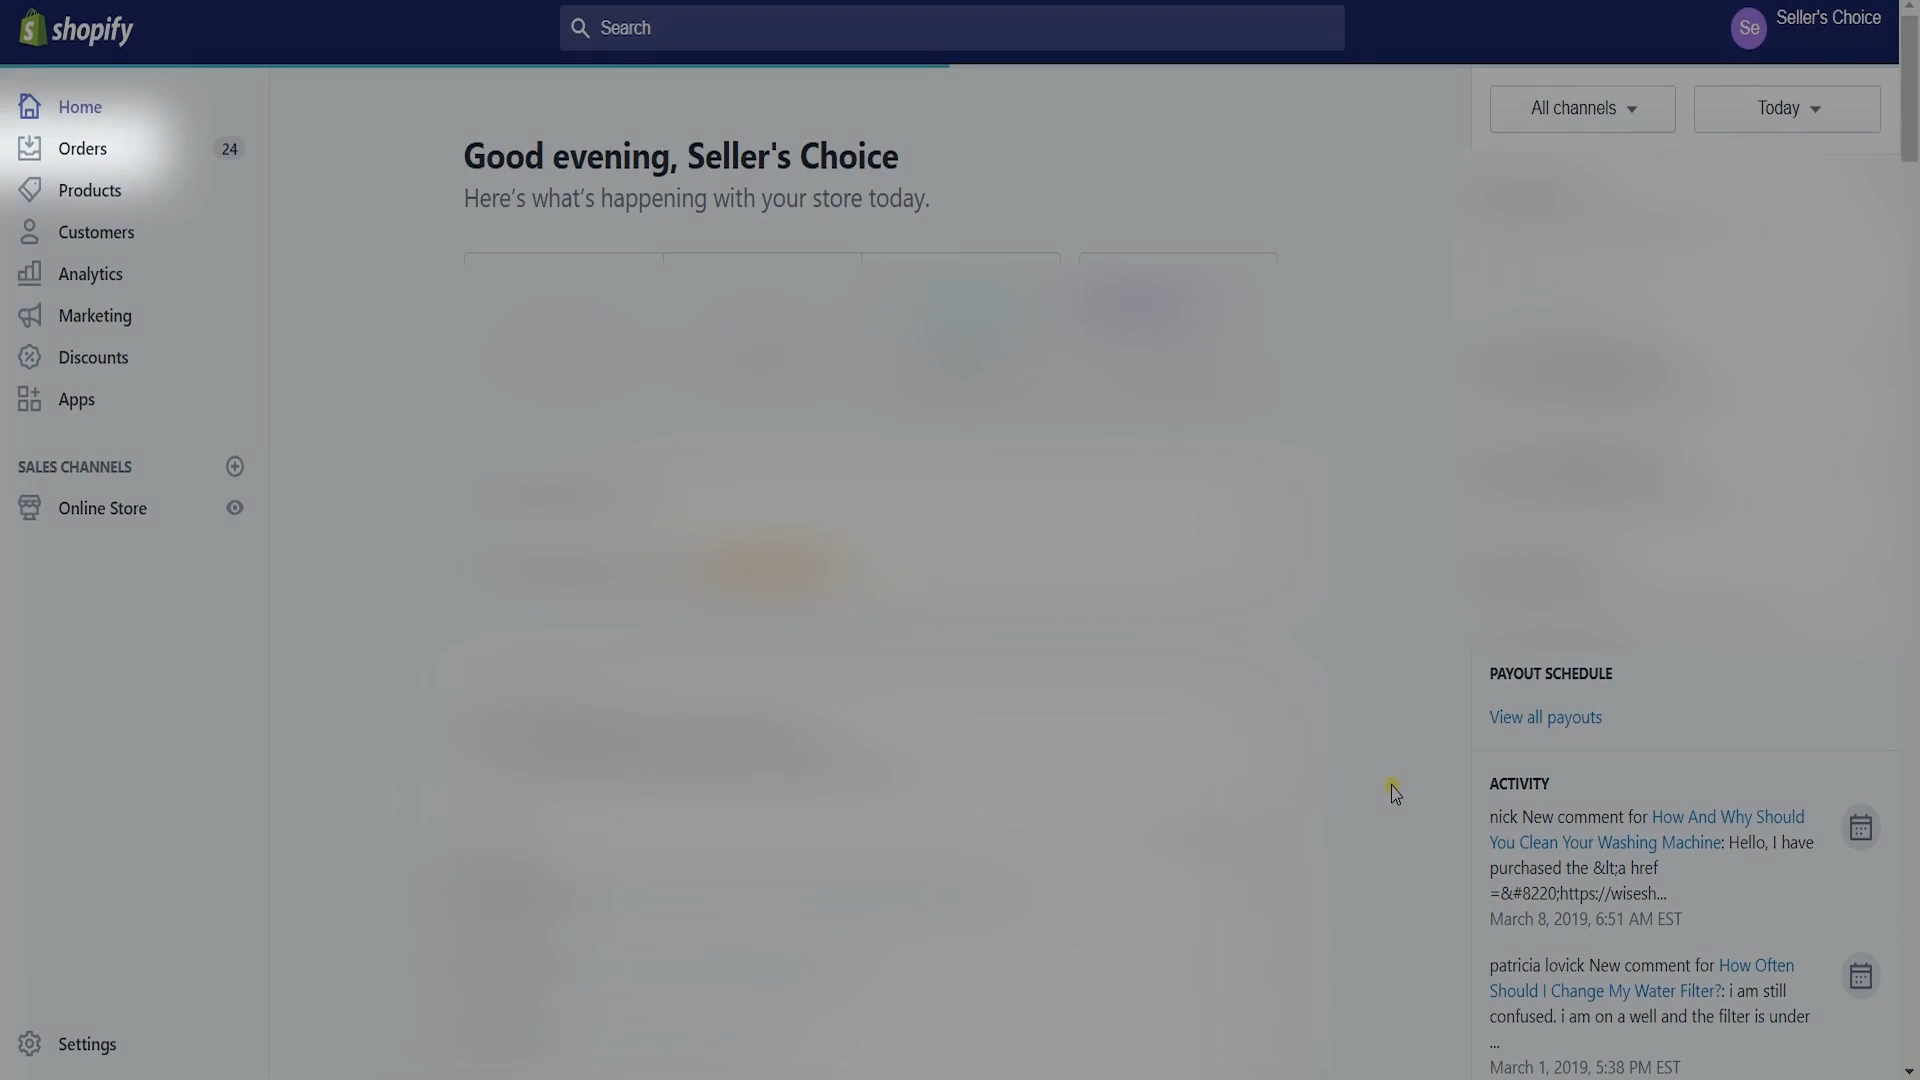 shopify
Search
Se
Seller's Choice
Home
Orders
24
Products
Customers
Analytics
Marketing
Discounts
Apps
SALES CHANNELS
Online Store
Settings
Good evening, Seller's Choice
Here's what's happening with your store today.
All channels
Today
PAYOUT SCHEDULE
View all payouts
ACTIVITY
nick New comment for How And Why Should
You Clean Your Washing Machine: Hello, I have
purchased the &lt;a href
=&#8220;https://wisesh...
March 8, 2019, 6:51 AM EST
patricia lovick New comment for How Often
Should I Change My Water Filter?: i am still
confused. i am on a well and the filter is under
...
March 1, 2019, 5:38 PM EST